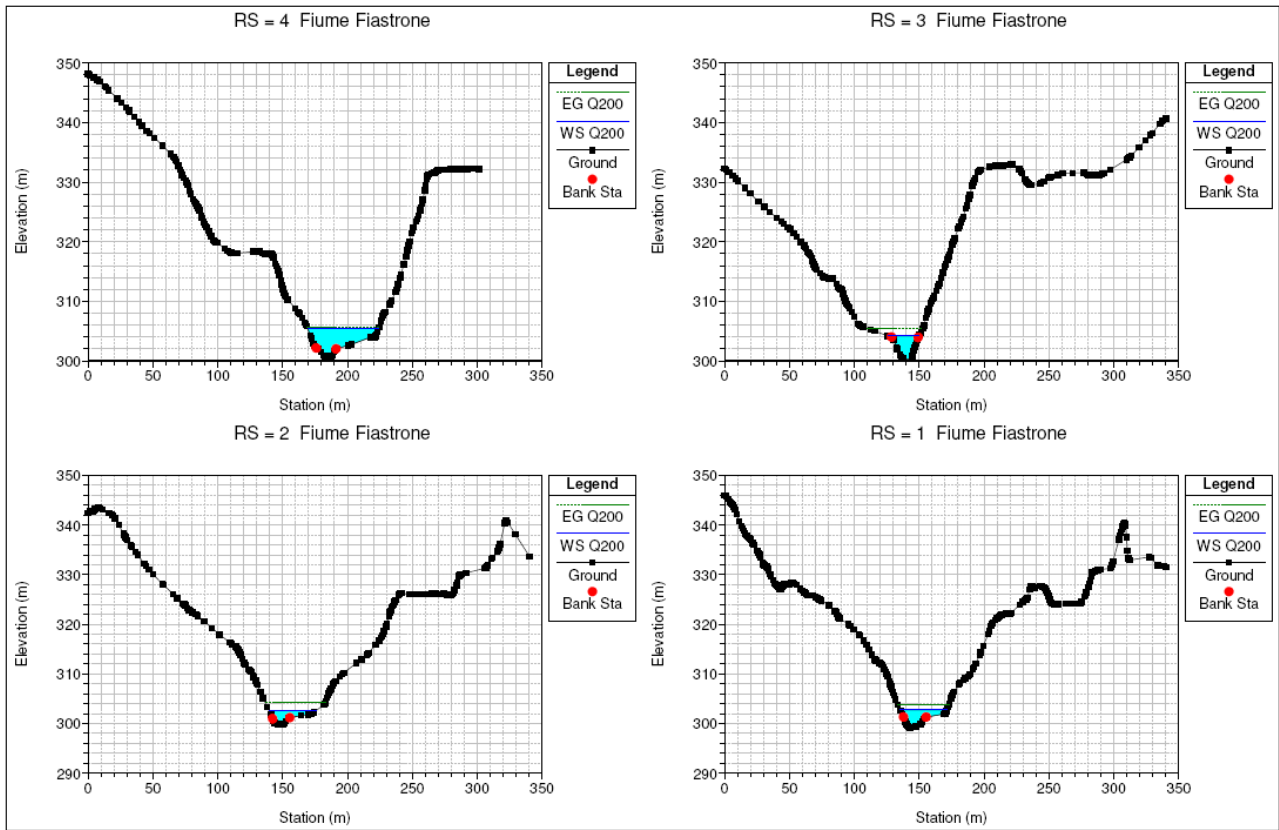 RS = 4 Fiume Fiastrone
Elevation (m)
350
340
330
320
310
300
0 50 100 150 200 250 300 350
Station (m)
Legend
EG Q200
WS Q200
Ground
Bank Sta
RS = 3 Fiume Fiastrone
Elevation (m)
350
340
330
320
310
300
0 50 100 150 200 250 300 350
Station (m)
Legend
EG Q200
WS Q200
Ground
Bank Sta
RS = 2 Fiume Fiastrone
Elevation (m)
350
340
330
320
310
300
290
0 50 100 150 200 250 300 350
Station (m)
Legend
EG Q200
WS Q200
Ground
Bank Sta
RS = 1 Fiume Fiastrone
Elevation (m)
350
340
330
320
310
300
290
0 50 100 150 200 250 300 350
Station (m)
Legend
EG Q200
WS Q200
Ground
Bank Sta